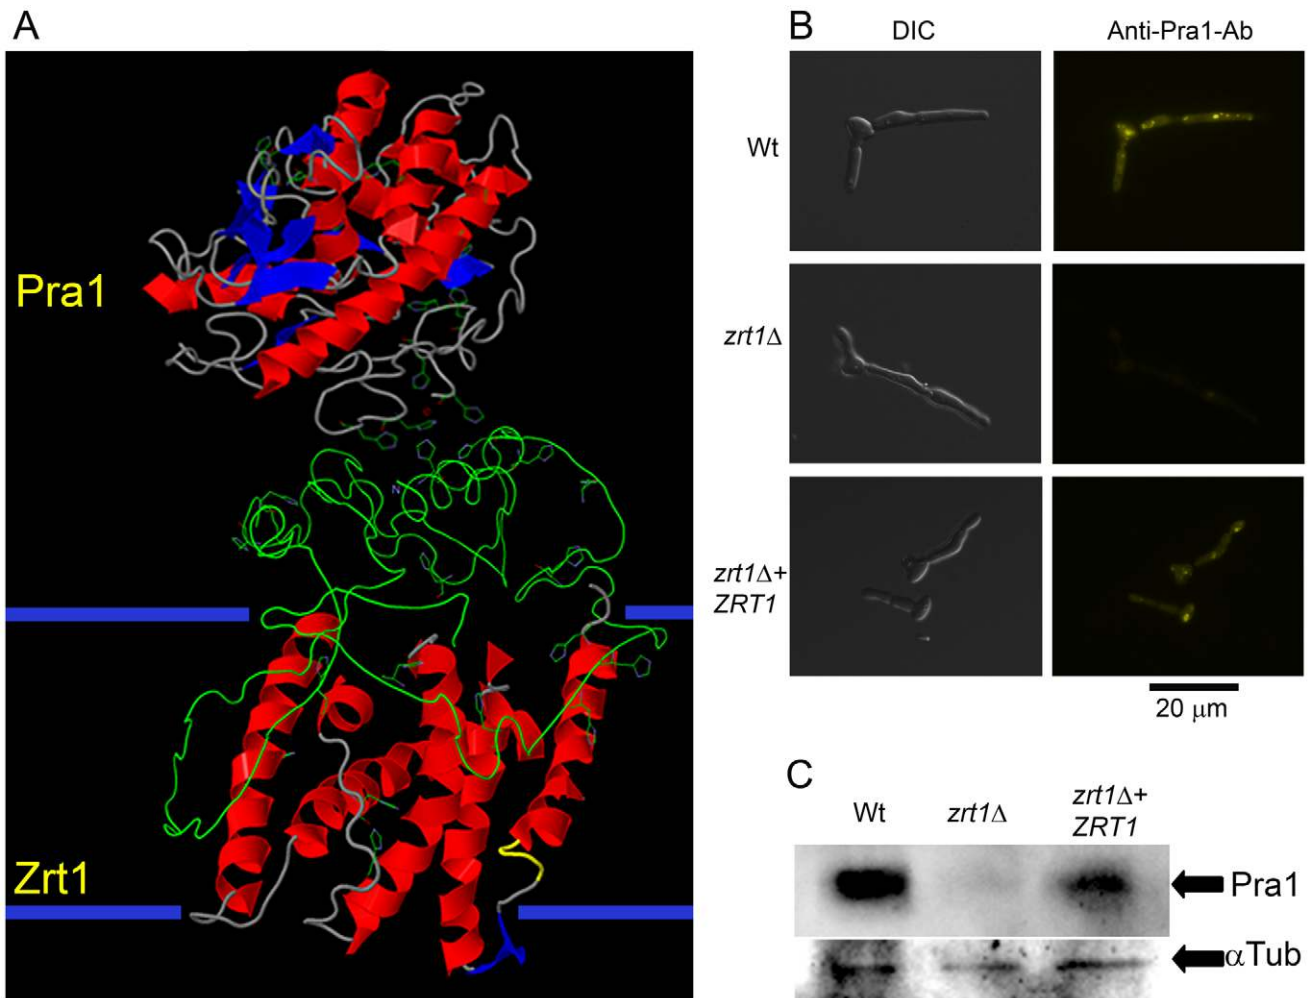 A
Pra1
N
Zrt1
B
DIC Anti-Pra1-Ab
Wt
zrt1Δ
zrt1Δ+
ZRT1
20 μm
C
Wt zrt1Δ zrt1Δ+
ZRT1
Pra1
αTub